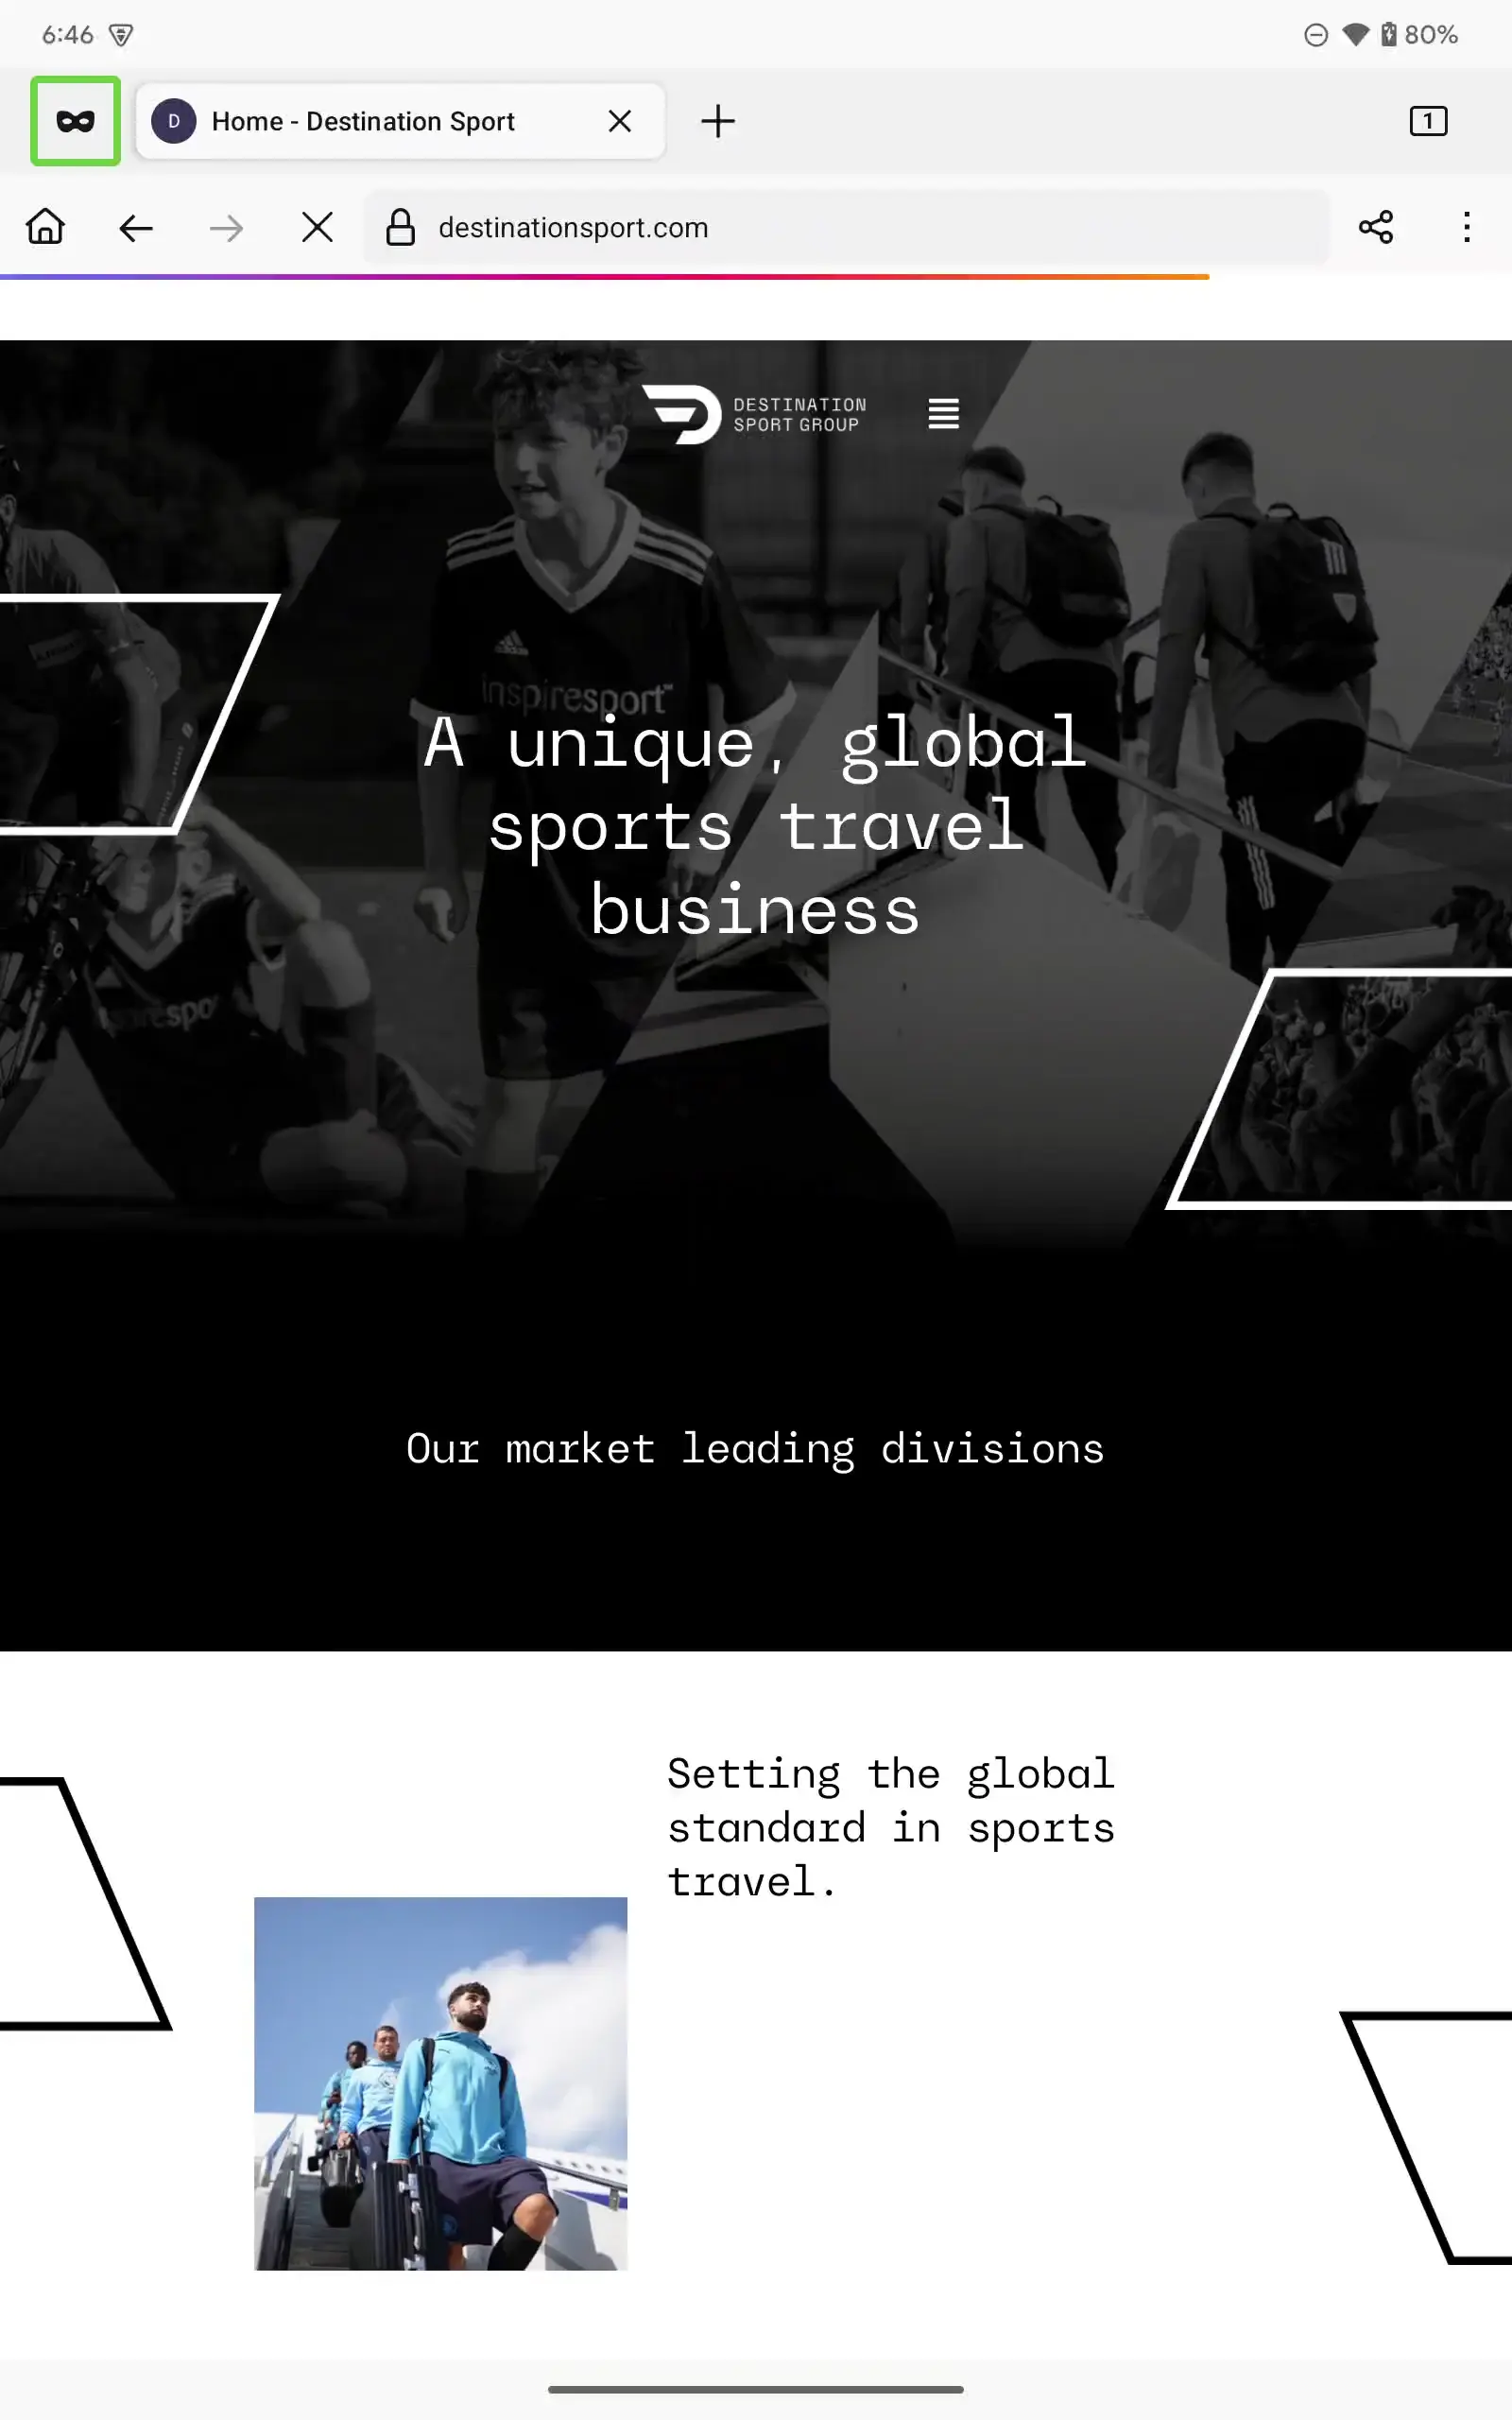 6:46
80%
D
Home - Destination Sport
1
destinationsport.com
DESTINATION
SPORT GROUP
inspiresport™
A unique, global
sports travel
business
Our market leading divisions
Setting the global
standard in sports
travel.